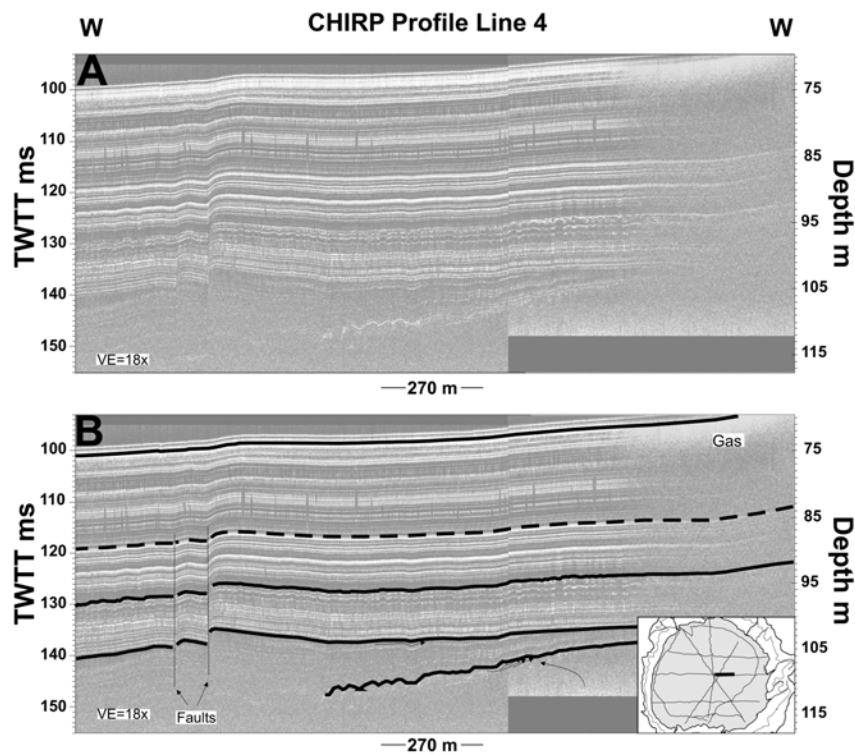 CHIRP Profile Line 4
W W
A
TWTT ms
100
110
120
130
140
150
Depth m
75
85
95
105
115
VE=18x
270 m
B
TWTT ms
100
110
120
130
140
150
Depth m
75
85
95
105
115
Gas
Faults
VE=18x
270 m